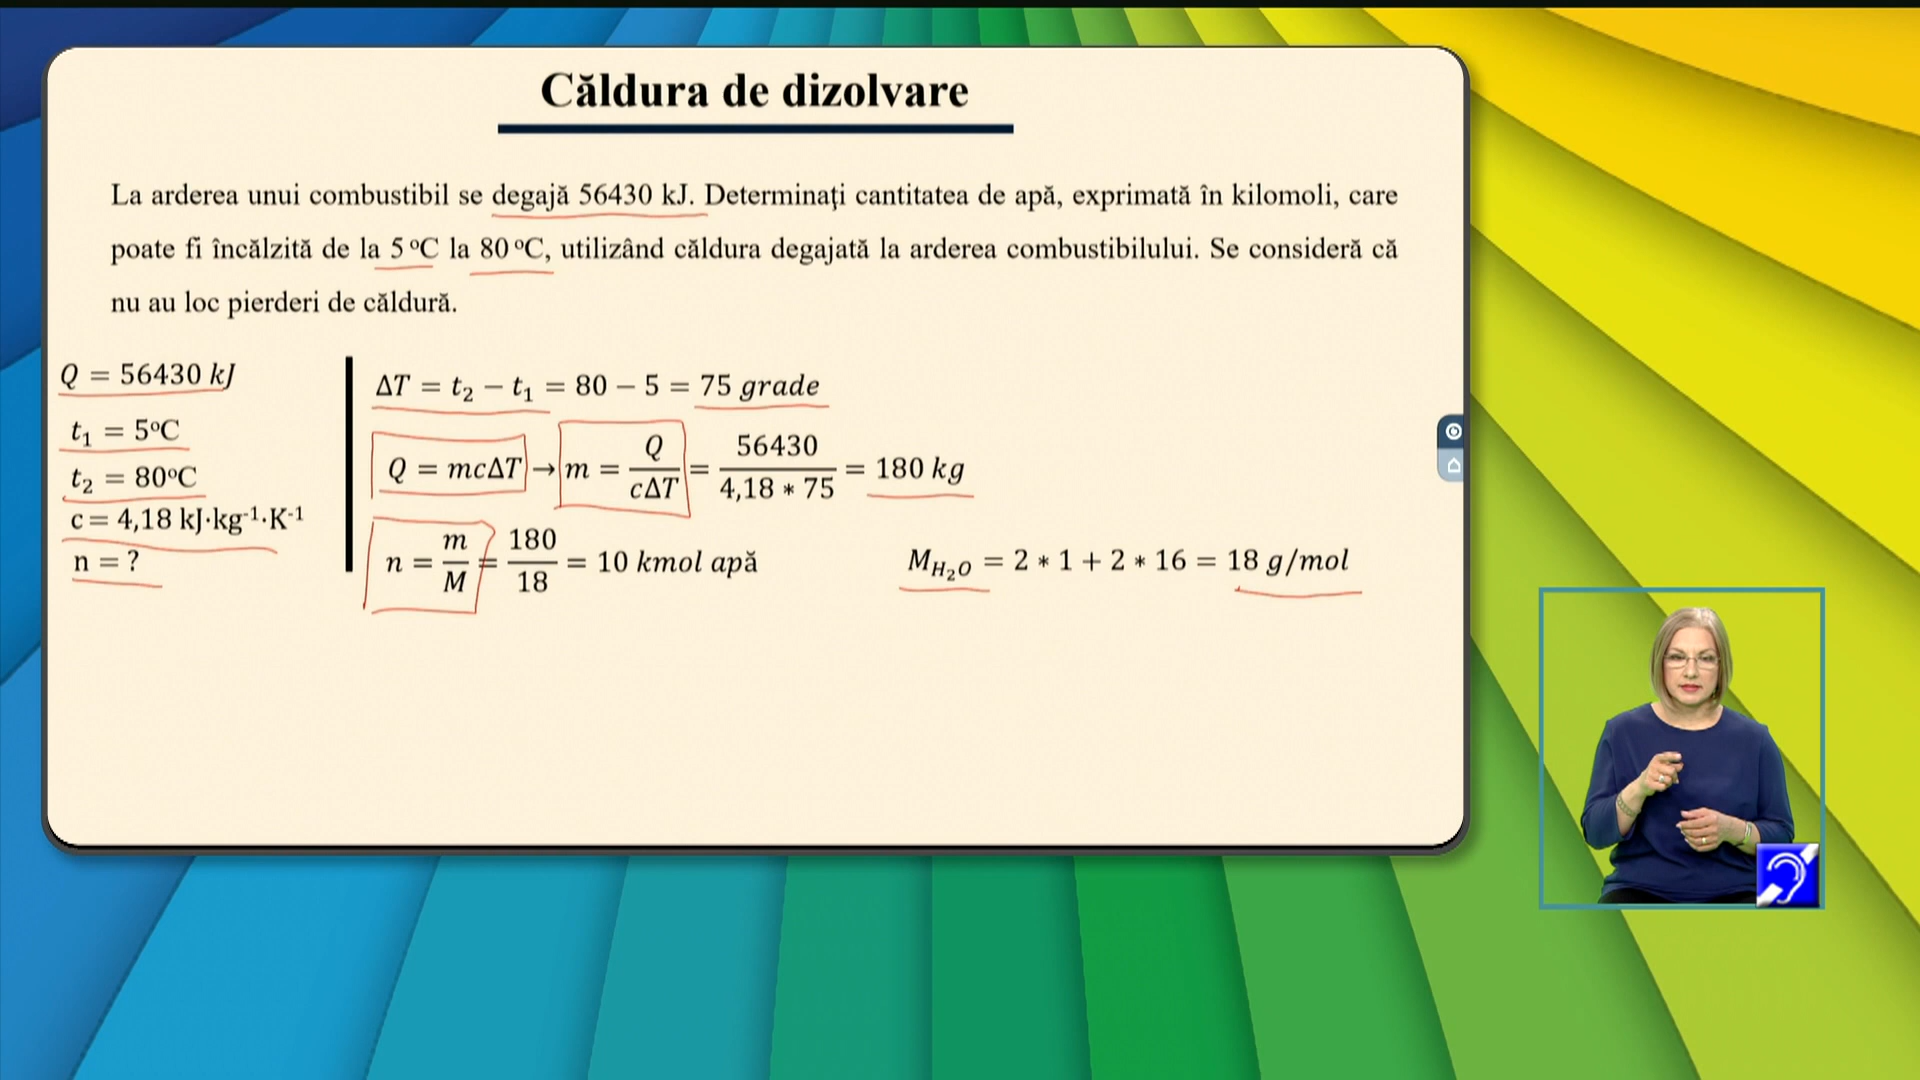 Căldura de dizolvare
La arderea unui combustibil se degajă 56430 kJ. Determinați cantitatea de apă, exprimată în kilomoli, care
poate fi încălzită de la 5 ºC la 80 ºC, utilizând căldura degajată la arderea combustibilului. Se consideră că
nu au loc pierderi de căldură.
Q = 56430 kJ
t₁ = 5ºC
t₂ = 80ºC
c = 4,18 kJ·kg⁻¹·K⁻¹
n = ?
ΔT = t₂ − t₁ = 80 − 5 = 75 grade
Q = mcΔT → m = Q/cΔT = 56430/4,18 * 75 = 180 kg
n = m/M = 180/18 = 10 kmol apă
M_H₂O = 2 * 1 + 2 * 16 = 18 g/mol